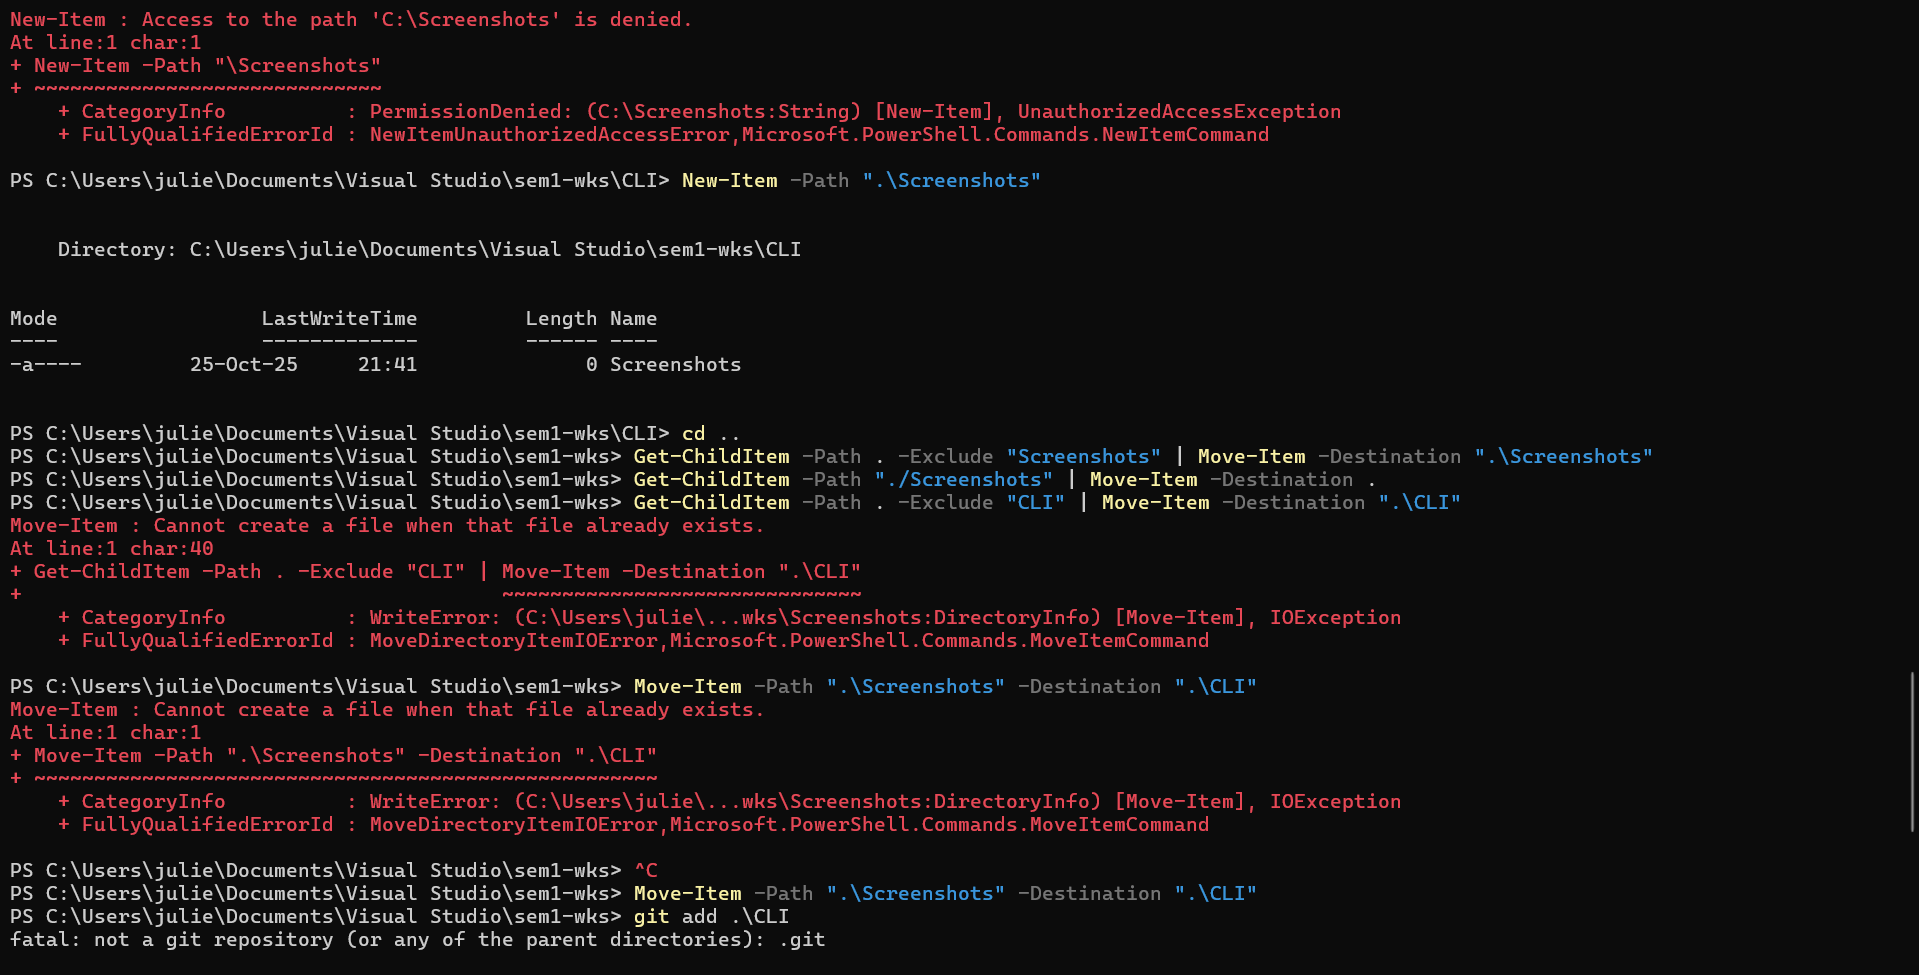 New-Item : Access to the path 'C:\Screenshots' is denied.
At line:1 char:1
+ New-Item -Path "\Screenshots"
+ ~~~~~~~~~~~~~~~~~~~~~~~~~~~~~
    + CategoryInfo          : PermissionDenied: (C:\Screenshots:String) [New-Item], UnauthorizedAccessException
    + FullyQualifiedErrorId : NewItemUnauthorizedAccessError,Microsoft.PowerShell.Commands.NewItemCommand

PS C:\Users\julie\Documents\Visual Studio\sem1-wks\CLI> New-Item -Path ".\Screenshots"


    Directory: C:\Users\julie\Documents\Visual Studio\sem1-wks\CLI


Mode                 LastWriteTime         Length Name
----                 -------------         ------ ----
-a----         25-Oct-25     21:41              0 Screenshots


PS C:\Users\julie\Documents\Visual Studio\sem1-wks\CLI> cd ..
PS C:\Users\julie\Documents\Visual Studio\sem1-wks> Get-ChildItem -Path . -Exclude "Screenshots" | Move-Item -Destination ".\Screenshots"
PS C:\Users\julie\Documents\Visual Studio\sem1-wks> Get-ChildItem -Path "./Screenshots" | Move-Item -Destination .
PS C:\Users\julie\Documents\Visual Studio\sem1-wks> Get-ChildItem -Path . -Exclude "CLI" | Move-Item -Destination ".\CLI"
Move-Item : Cannot create a file when that file already exists.
At line:1 char:40
+ Get-ChildItem -Path . -Exclude "CLI" | Move-Item -Destination ".\CLI"
+                                        ~~~~~~~~~~~~~~~~~~~~~~~~~~~~~~
    + CategoryInfo          : WriteError: (C:\Users\julie\...wks\Screenshots:DirectoryInfo) [Move-Item], IOException
    + FullyQualifiedErrorId : MoveDirectoryItemIOError,Microsoft.PowerShell.Commands.MoveItemCommand

PS C:\Users\julie\Documents\Visual Studio\sem1-wks> Move-Item -Path ".\Screenshots" -Destination ".\CLI"
Move-Item : Cannot create a file when that file already exists.
At line:1 char:1
+ Move-Item -Path ".\Screenshots" -Destination ".\CLI"
+ ~~~~~~~~~~~~~~~~~~~~~~~~~~~~~~~~~~~~~~~~~~~~~~~~~~~~
    + CategoryInfo          : WriteError: (C:\Users\julie\...wks\Screenshots:DirectoryInfo) [Move-Item], IOException
    + FullyQualifiedErrorId : MoveDirectoryItemIOError,Microsoft.PowerShell.Commands.MoveItemCommand

PS C:\Users\julie\Documents\Visual Studio\sem1-wks> ^C
PS C:\Users\julie\Documents\Visual Studio\sem1-wks> Move-Item -Path ".\Screenshots" -Destination ".\CLI"
PS C:\Users\julie\Documents\Visual Studio\sem1-wks> git add .\CLI
fatal: not a git repository (or any of the parent directories): .git